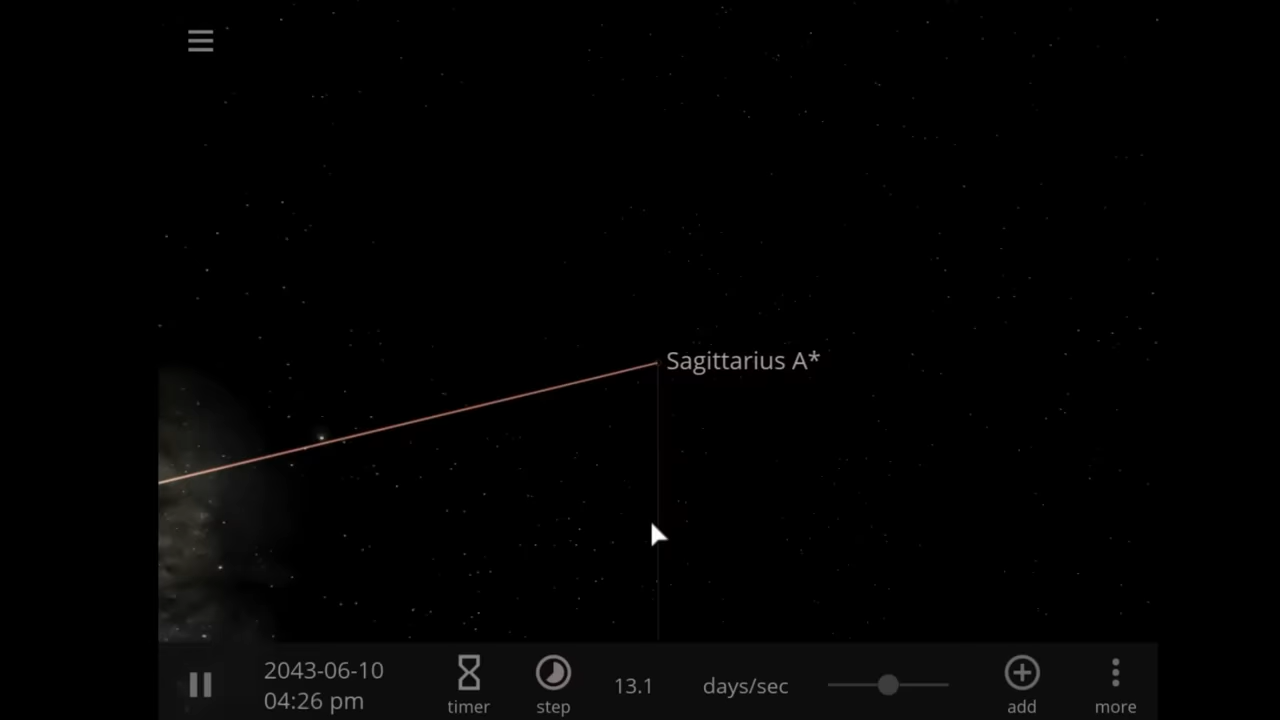 Sagittarius A*
2043-06-10
04:26 pm
timer
step
13.1
days/sec
add
more